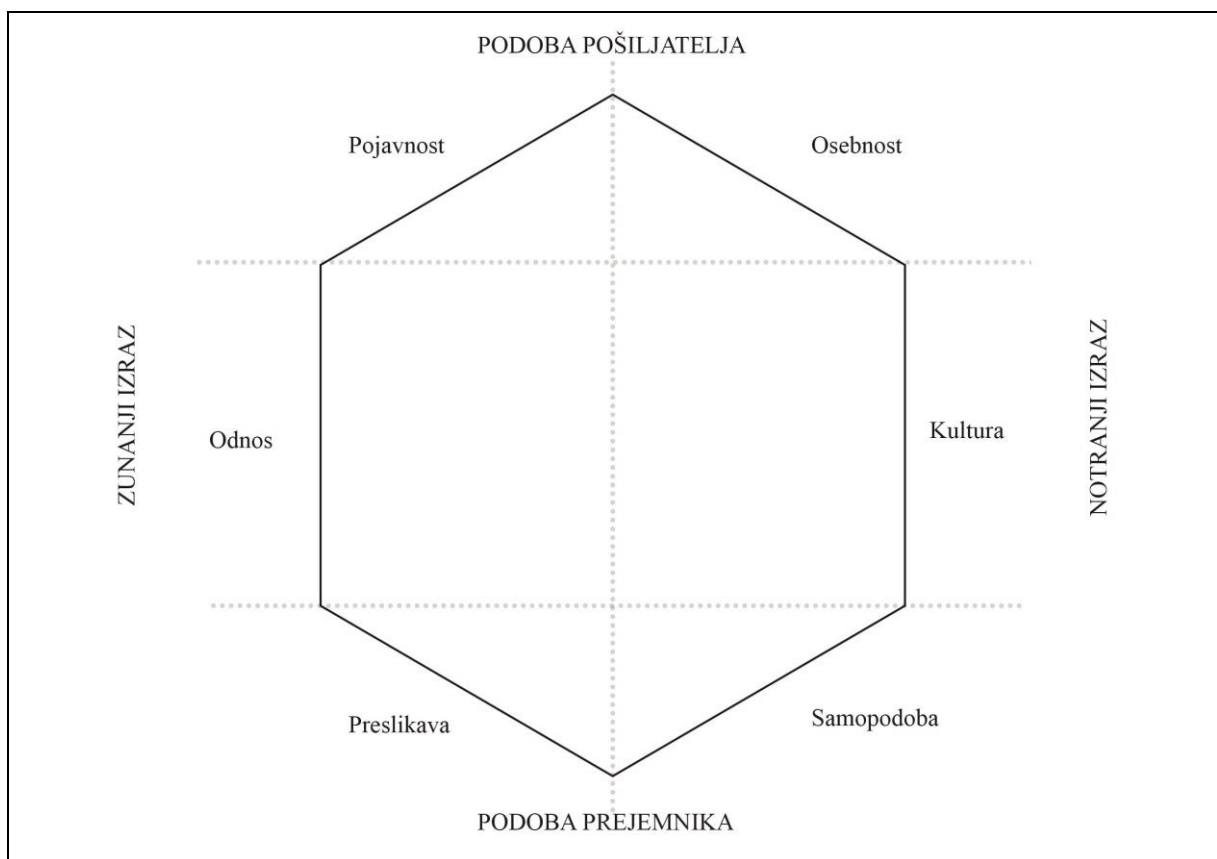 PODOBA POŠILJATELJA
Pojavnost
Osebnost
ZUNANJI IZRAZ
NOTRANJI IZRAZ
Odnos
Kultura
Preslikava
Samopodoba
PODOBA PREJEMNIKA